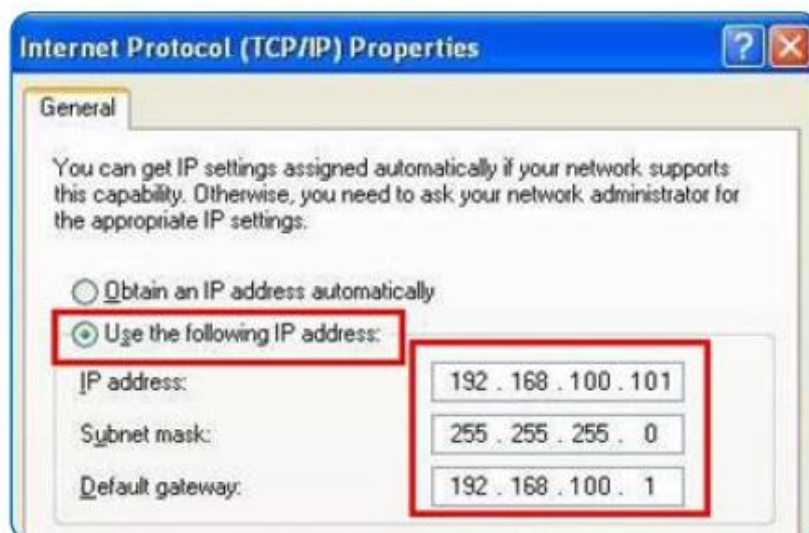 Internet Protocol (TCP/IP) Properties
General
You can get IP settings assigned automatically if your network supports
this capability. Otherwise, you need to ask your network administrator for
the appropriate IP settings.
Obtain an IP address automatically
Use the following IP address:
IP address: 192 . 168 . 100 . 101
Subnet mask: 255 . 255 . 255 . 0
Default gateway: 192 . 168 . 100 . 1